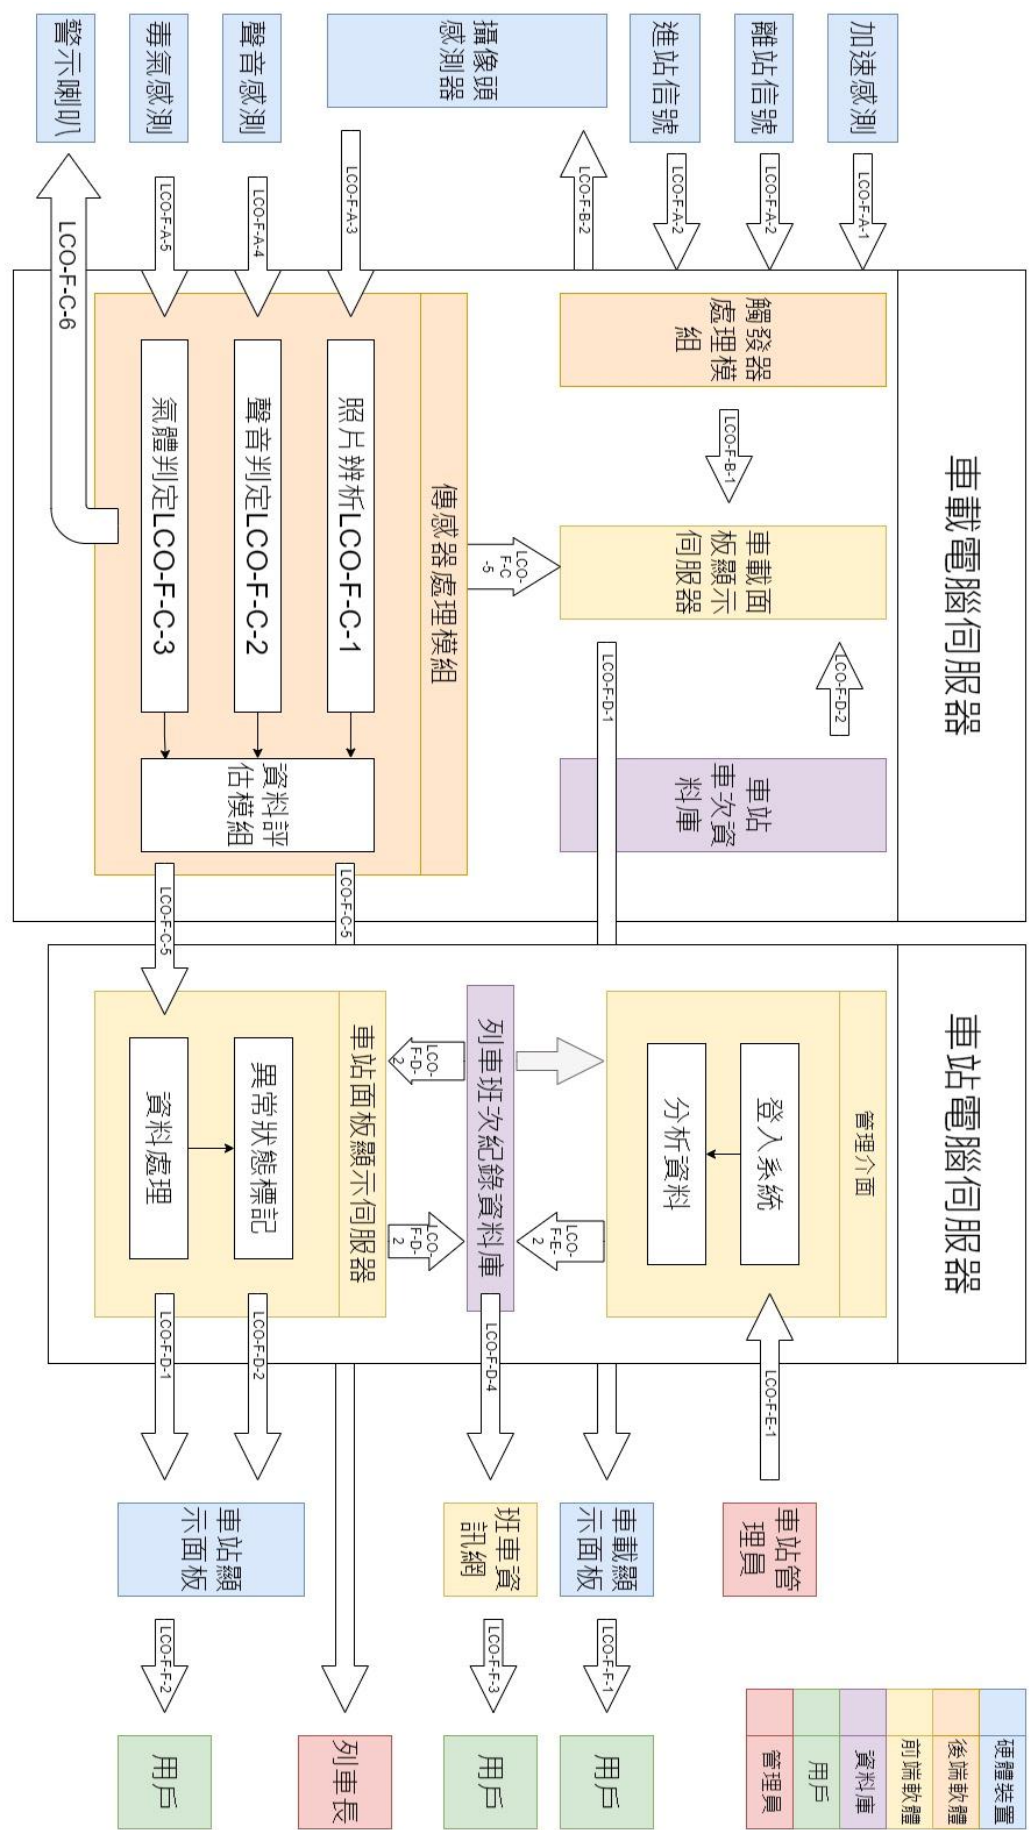 車載電腦伺服器
車站電腦伺服器
硬體裝置
後端軟體
前端軟體
資料庫
用戶
管理員
加速感測
離站信號
進站信號
攝像頭
感測器
聲音感測
毒氣感測
警示喇叭
LCO-F-A-1
LCO-F-A-2
LCO-F-A-2
LCO-F-B-2
LCO-F-A-3
LCO-F-A-4
LCO-F-A-5
LCO-F-C-6
觸發器
處理模
組
LCO-F-B-1
車載面
板顯示
伺服器
LCO-F-D-2
車站
車次資
料庫
LCO-F-D-1
LCO-
F-C
-5
傳感器處理模組
照片辨析LCO-F-C-1
聲音判定LCO-F-C-2
氣體判定LCO-F-C-3
資料評
估模組
LCO-F-C-5
LCO-F-C-5
管理介面
登入系統
分析資料
列車班次紀錄資料庫
LCO-
F-D-
2
LCO-
F-E-
2
LCO-
F-D-
2
車站面板顯示伺服器
異常狀態標記
資料處理
LCO-F-E-1
LCO-F-D-4
LCO-F-D-2
LCO-F-D-1
車站管
理員
車載顯
示面板
班車資
訊網
車站顯
示面板
LCO-F-F-1
LCO-F-F-3
LCO-F-F-2
用戶
用戶
列車長
用戶